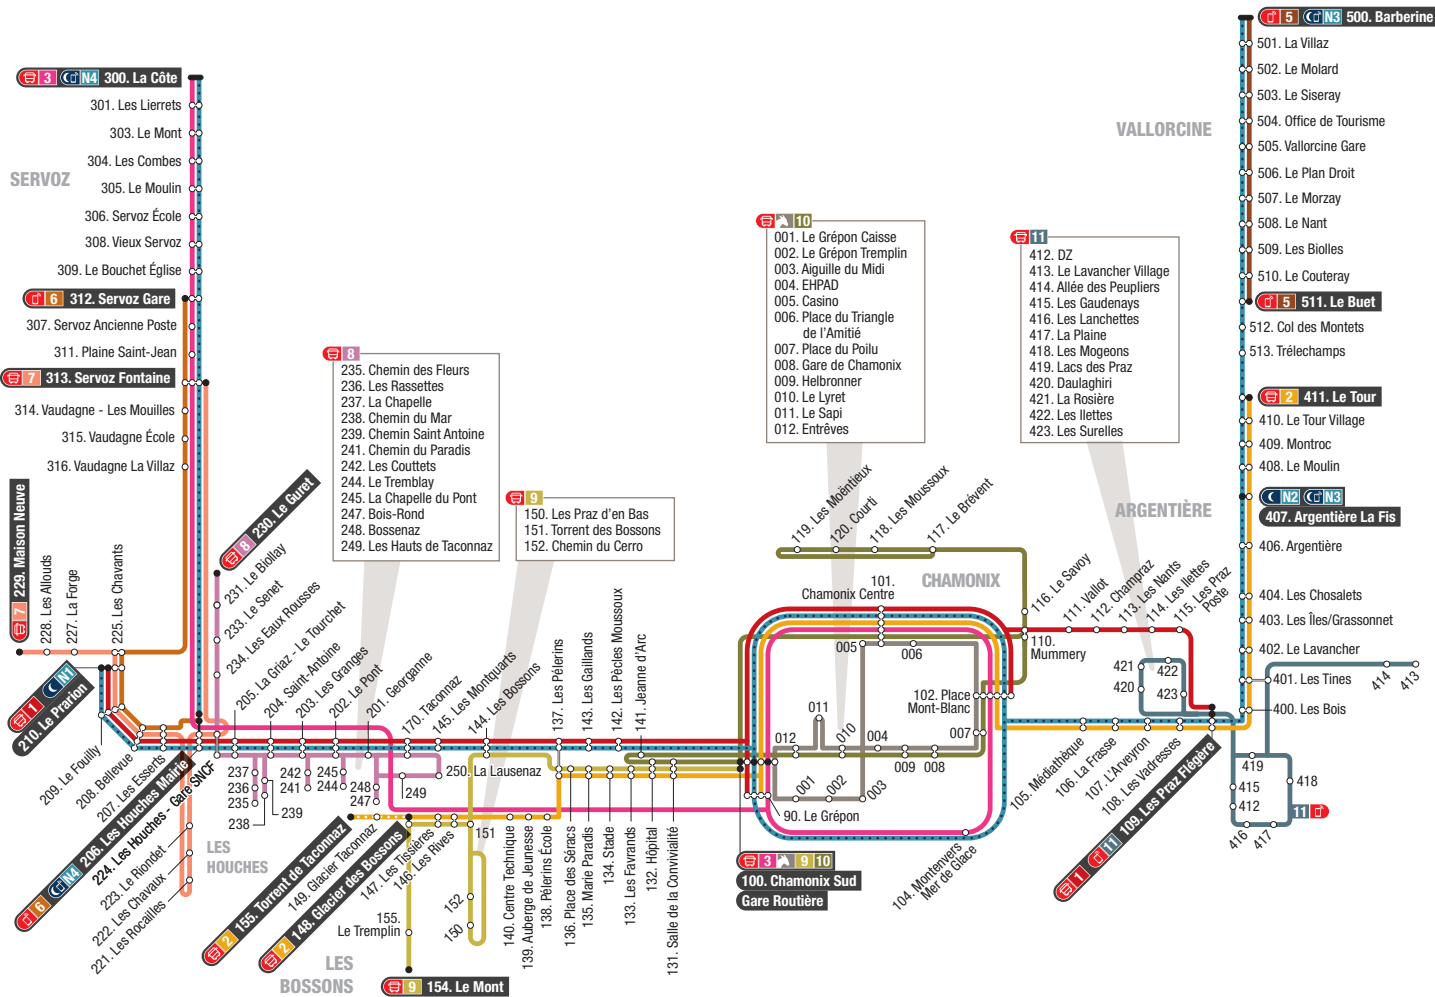 3 N4 300. La Côte
301. Les Lierrets
303. Le Mont
304. Les Combes
305. Le Moulin
SERVOZ
306. Servoz École
308. Vieux Servoz
309. Le Bouchet Église
6 312. Servoz Gare
307. Servoz Ancienne Poste
311. Plaine Saint-Jean
7 313. Servoz Fontaine
314. Vaudagne - Les Mouilles
315. Vaudagne École
316. Vaudagne La Villaz
7 229. Maison Neuve
228. Les Allouds
227. La Forge
225. Les Chavants
1 N1
210. Le Prarion
209. Le Fouilly
208. Bellevue
207. Les Esserts
6 N4 206. Les Houches Mairie
224. Les Houches - Gare SNCF
223. Le Riondet
222. Les Chavaux
221. Les Rocailles
8 230. Le Guret
231. Le Biollay
233. Le Senet
234. Les Eaux Rousses
205. La Griaz - Le Tourchet
204. Saint-Antoine
203. Les Granges
202. Le Pont
201. Georganne
170. Taconnaz
145. Les Montquarts
144. Les Bossons
137. Les Pèlerins
143. Les Gaillands
142. Les Pècles Moussoux
141. Jeanne d'Arc
237
236
235
238
239
242
241
245
244
248
247
249
250. La Lausenaz
LES
HOUCHES
8
235. Chemin des Fleurs
236. Les Rassettes
237. La Chapelle
238. Chemin du Mar
239. Chemin Saint Antoine
241. Chemin du Paradis
242. Les Couttets
244. Le Tremblay
245. La Chapelle du Pont
247. Bois-Rond
248. Bossenaz
249. Les Hauts de Taconnaz
9
150. Les Praz d'en Bas
151. Torrent des Bossons
152. Chemin du Cerro
2 155. Torrent de Taconnaz
149. Glacier Taconnaz
2 148. Glacier des Bossons
147. Les Tissières
146. Les Rives
151
152
150
155.
Le Tremplin
LES
BOSSONS
9 154. Le Mont
140. Centre Technique
139. Auberge de Jeunesse
138. Pèlerins École
136. Place des Séracs
135. Marie Paradis
134. Stade
133. Les Favrands
132. Hôpital
131. Salle de la Convivialité
10
001. Le Grépon Caisse
002. Le Grépon Tremplin
003. Aiguille du Midi
004. EHPAD
005. Casino
006. Place du Triangle
de l'Amitié
007. Place du Poilu
008. Gare de Chamonix
009. Helbronner
010. Le Lyret
011. Le Sapi
012. Entrèves
119. Les Moëntieux
120. Courti
118. Les Moussoux
117. Le Brévent
CHAMONIX
101.
Chamonix Centre
116. Le Savoy
110.
Mummery
111. Vallot
112. Champraz
113. Les Nants
114. Les Ilettes
115. Les Praz
Poste
005
006
102. Place
Mont-Blanc
011
007
012
010
004
009
008
001
002
003
90. Le Grépon
3 9 10
100. Chamonix Sud
Gare Routière
104. Montenvers
Mer de Glace
105. Médiathèque
106. La Frasse
107. L'Arveyron
108. Les Vadresses
1 11 109. Les Praz Flégère
11
412. DZ
413. Le Lavancher Village
414. Allée des Peupliers
415. Les Gaudenays
416. Les Lanchettes
417. La Plaine
418. Les Mogeons
419. Lacs des Praz
420. Daulaghiri
421. La Rosière
422. Les Ilettes
423. Les Surelles
421
422
420
423
414
413
419
415
418
412
416
417
11
5 N3 500. Barberine
501. La Villaz
502. Le Molard
503. Le Siseray
VALLORCINE
504. Office de Tourisme
505. Vallorcine Gare
506. Le Plan Droit
507. Le Morzay
508. Le Nant
509. Les Biolles
510. Le Couteray
5 511. Le Buet
512. Col des Montets
513. Trélechamps
2 411. Le Tour
410. Le Tour Village
409. Montroc
408. Le Moulin
N2 N3
407. Argentière La Fis
ARGENTIÈRE
406. Argentière
404. Les Chosalets
403. Les Îles/Grassonnet
402. Le Lavancher
401. Les Tines
400. Les Bois